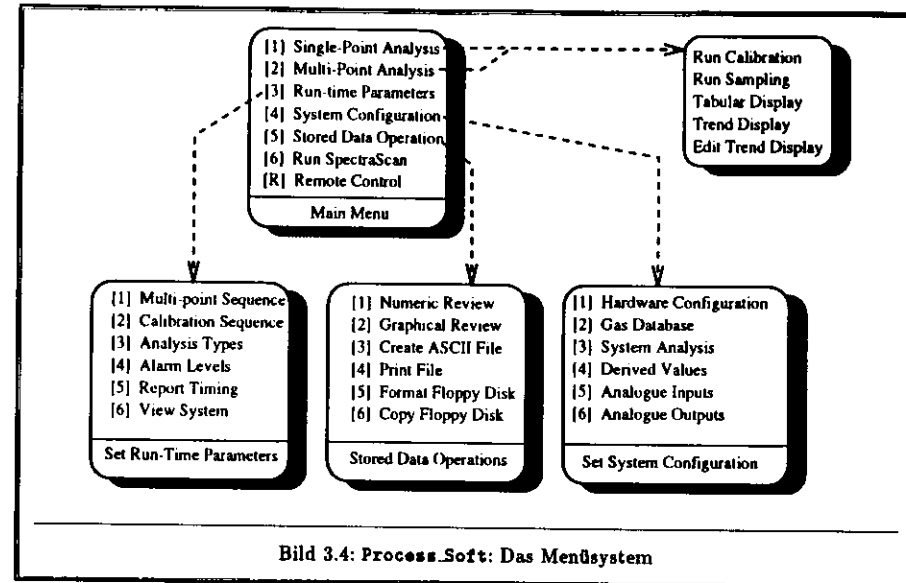 [1] Single-Point Analysis
[2] Multi-Point Analysis
[3] Run-time Parameters
[4] System Configuration
[5] Stored Data Operation
[6] Run SpectraScan
[R] Remote Control
Main Menu
Run Calibration
Run Sampling
Tabular Display
Trend Display
Edit Trend Display
[1] Multi-point Sequence
[2] Calibration Sequence
[3] Analysis Types
[4] Alarm Levels
[5] Report Timing
[6] View System
Set Run-Time Parameters
[1] Numeric Review
[2] Graphical Review
[3] Create ASCII File
[4] Print File
[5] Format Floppy Disk
[6] Copy Floppy Disk
Stored Data Operations
[1] Hardware Configuration
[2] Gas Database
[3] System Analysis
[4] Derived Values
[5] Analogue Inputs
[6] Analogue Outputs
Set System Configuration
Bild 3.4: Process_Soft: Das Menüsystem